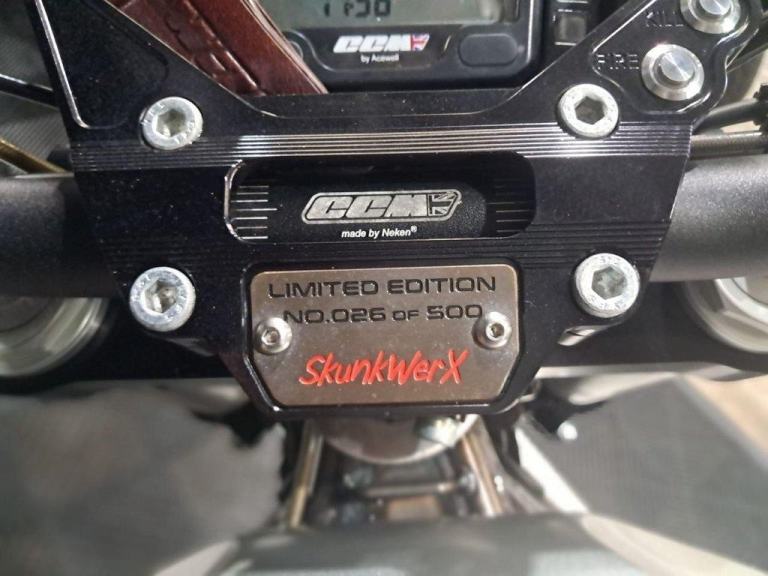 CCM
by Acewell
KILL
FIRE
CCM
made by Neken®
LIMITED EDITION
NO.026 OF 500
SkunkWerX